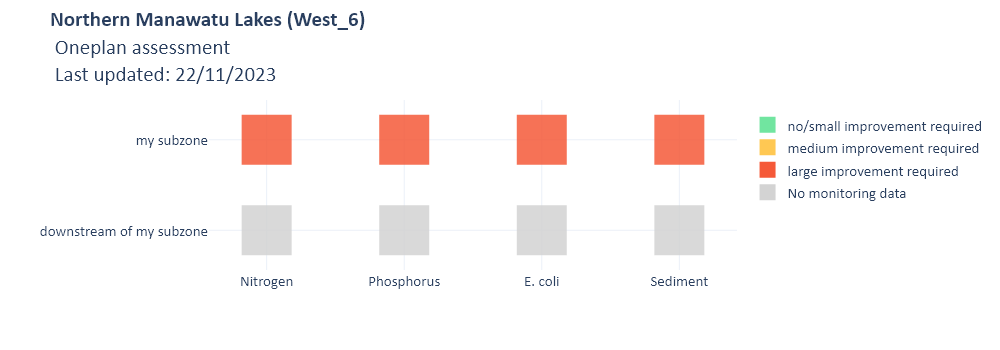 Northern Manawatu Lakes (West_6)
Oneplan assessment
Last updated: 22/11/2023
my subzone
downstream of my subzone
Nitrogen
Phosphorus
E. coli
Sediment
no/small improvement required
medium improvement required
large improvement required
No monitoring data